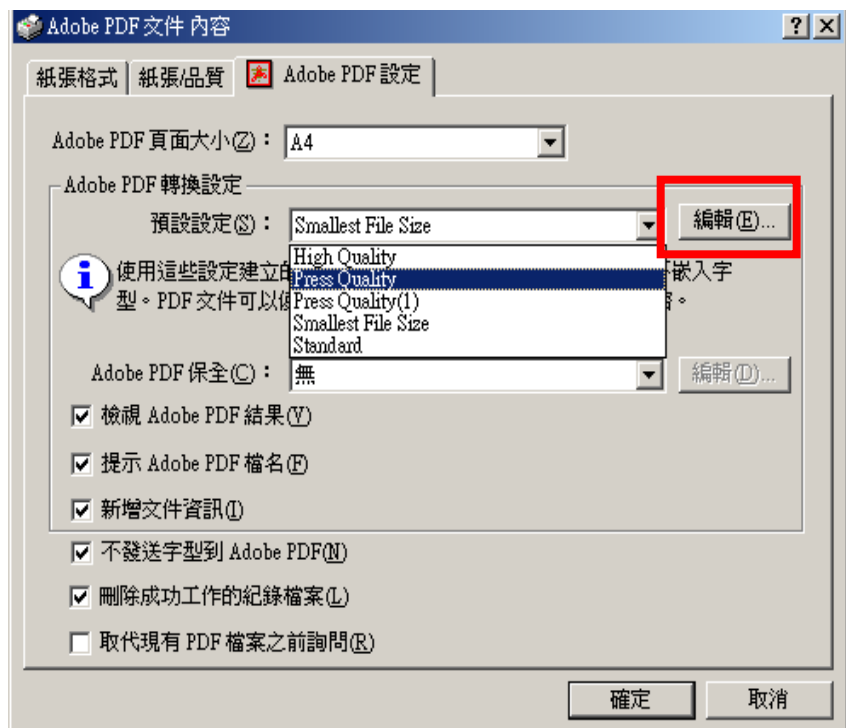 Adobe PDF 文件 內容
紙張格式 紙張/品質 Adobe PDF 設定
Adobe PDF 頁面大小(Z)： A4
Adobe PDF 轉換設定
預設設定(S)： Smallest File Size 編輯(E)...
High Quality
使用這些設定建立的 Press Quality 嵌入字
型。PDF 文件可以 Press Quality(1)
Smallest File Size
Standard
Adobe PDF 保全(C)： 無 編輯(D)...
檢視 Adobe PDF 結果(V)
提示 Adobe PDF 檔名(F)
新增文件資訊(I)
不發送字型到 Adobe PDF(N)
刪除成功工作的紀錄檔案(L)
取代現有 PDF 檔案之前詢問(R)
確定 取消